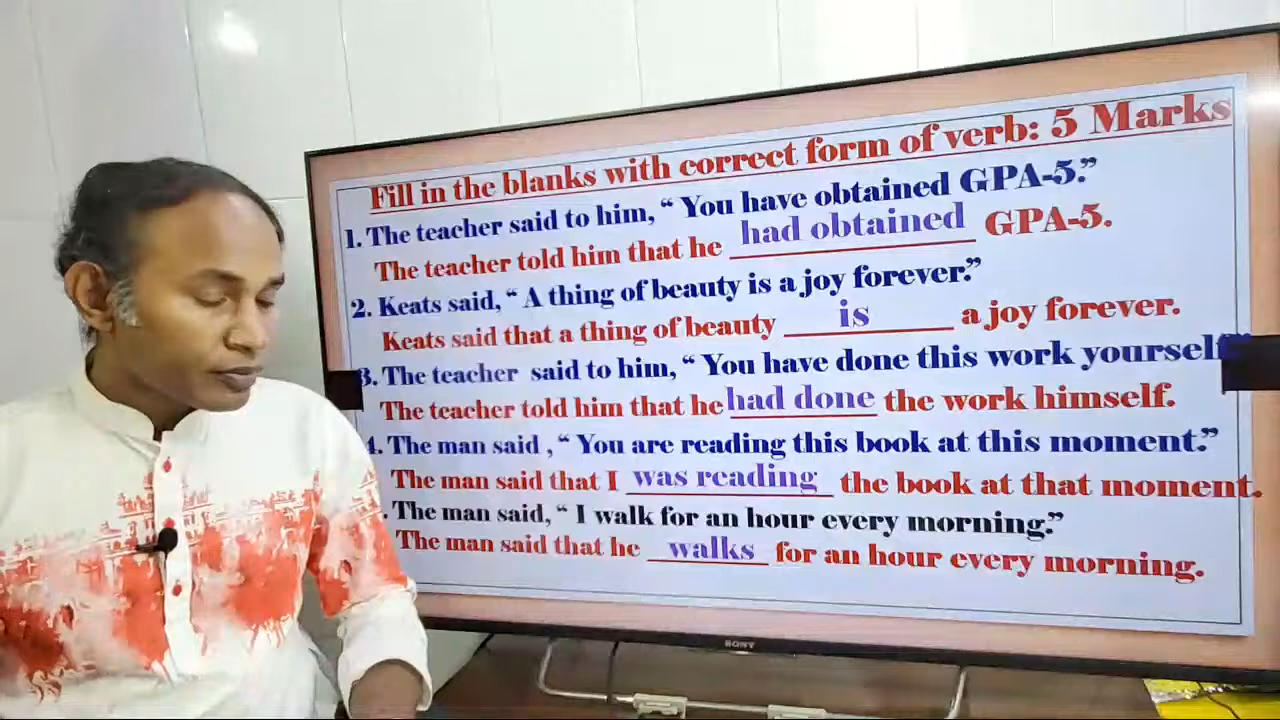 Fill in the blanks with correct form of verb: 5 Marks
1. The teacher said to him, “ You have obtained GPA-5.”
The teacher told him that he had obtained GPA-5.
2. Keats said, “ A thing of beauty is a joy forever.”
Keats said that a thing of beauty is a joy forever.
3. The teacher said to him, “ You have done this work yourself.”
The teacher told him that he had done the work himself.
4. The man said , “ You are reading this book at this moment.”
The man said that I was reading the book at that moment.
. The man said, “ I walk for an hour every morning.”
The man said that he walks for an hour every morning.
SONY